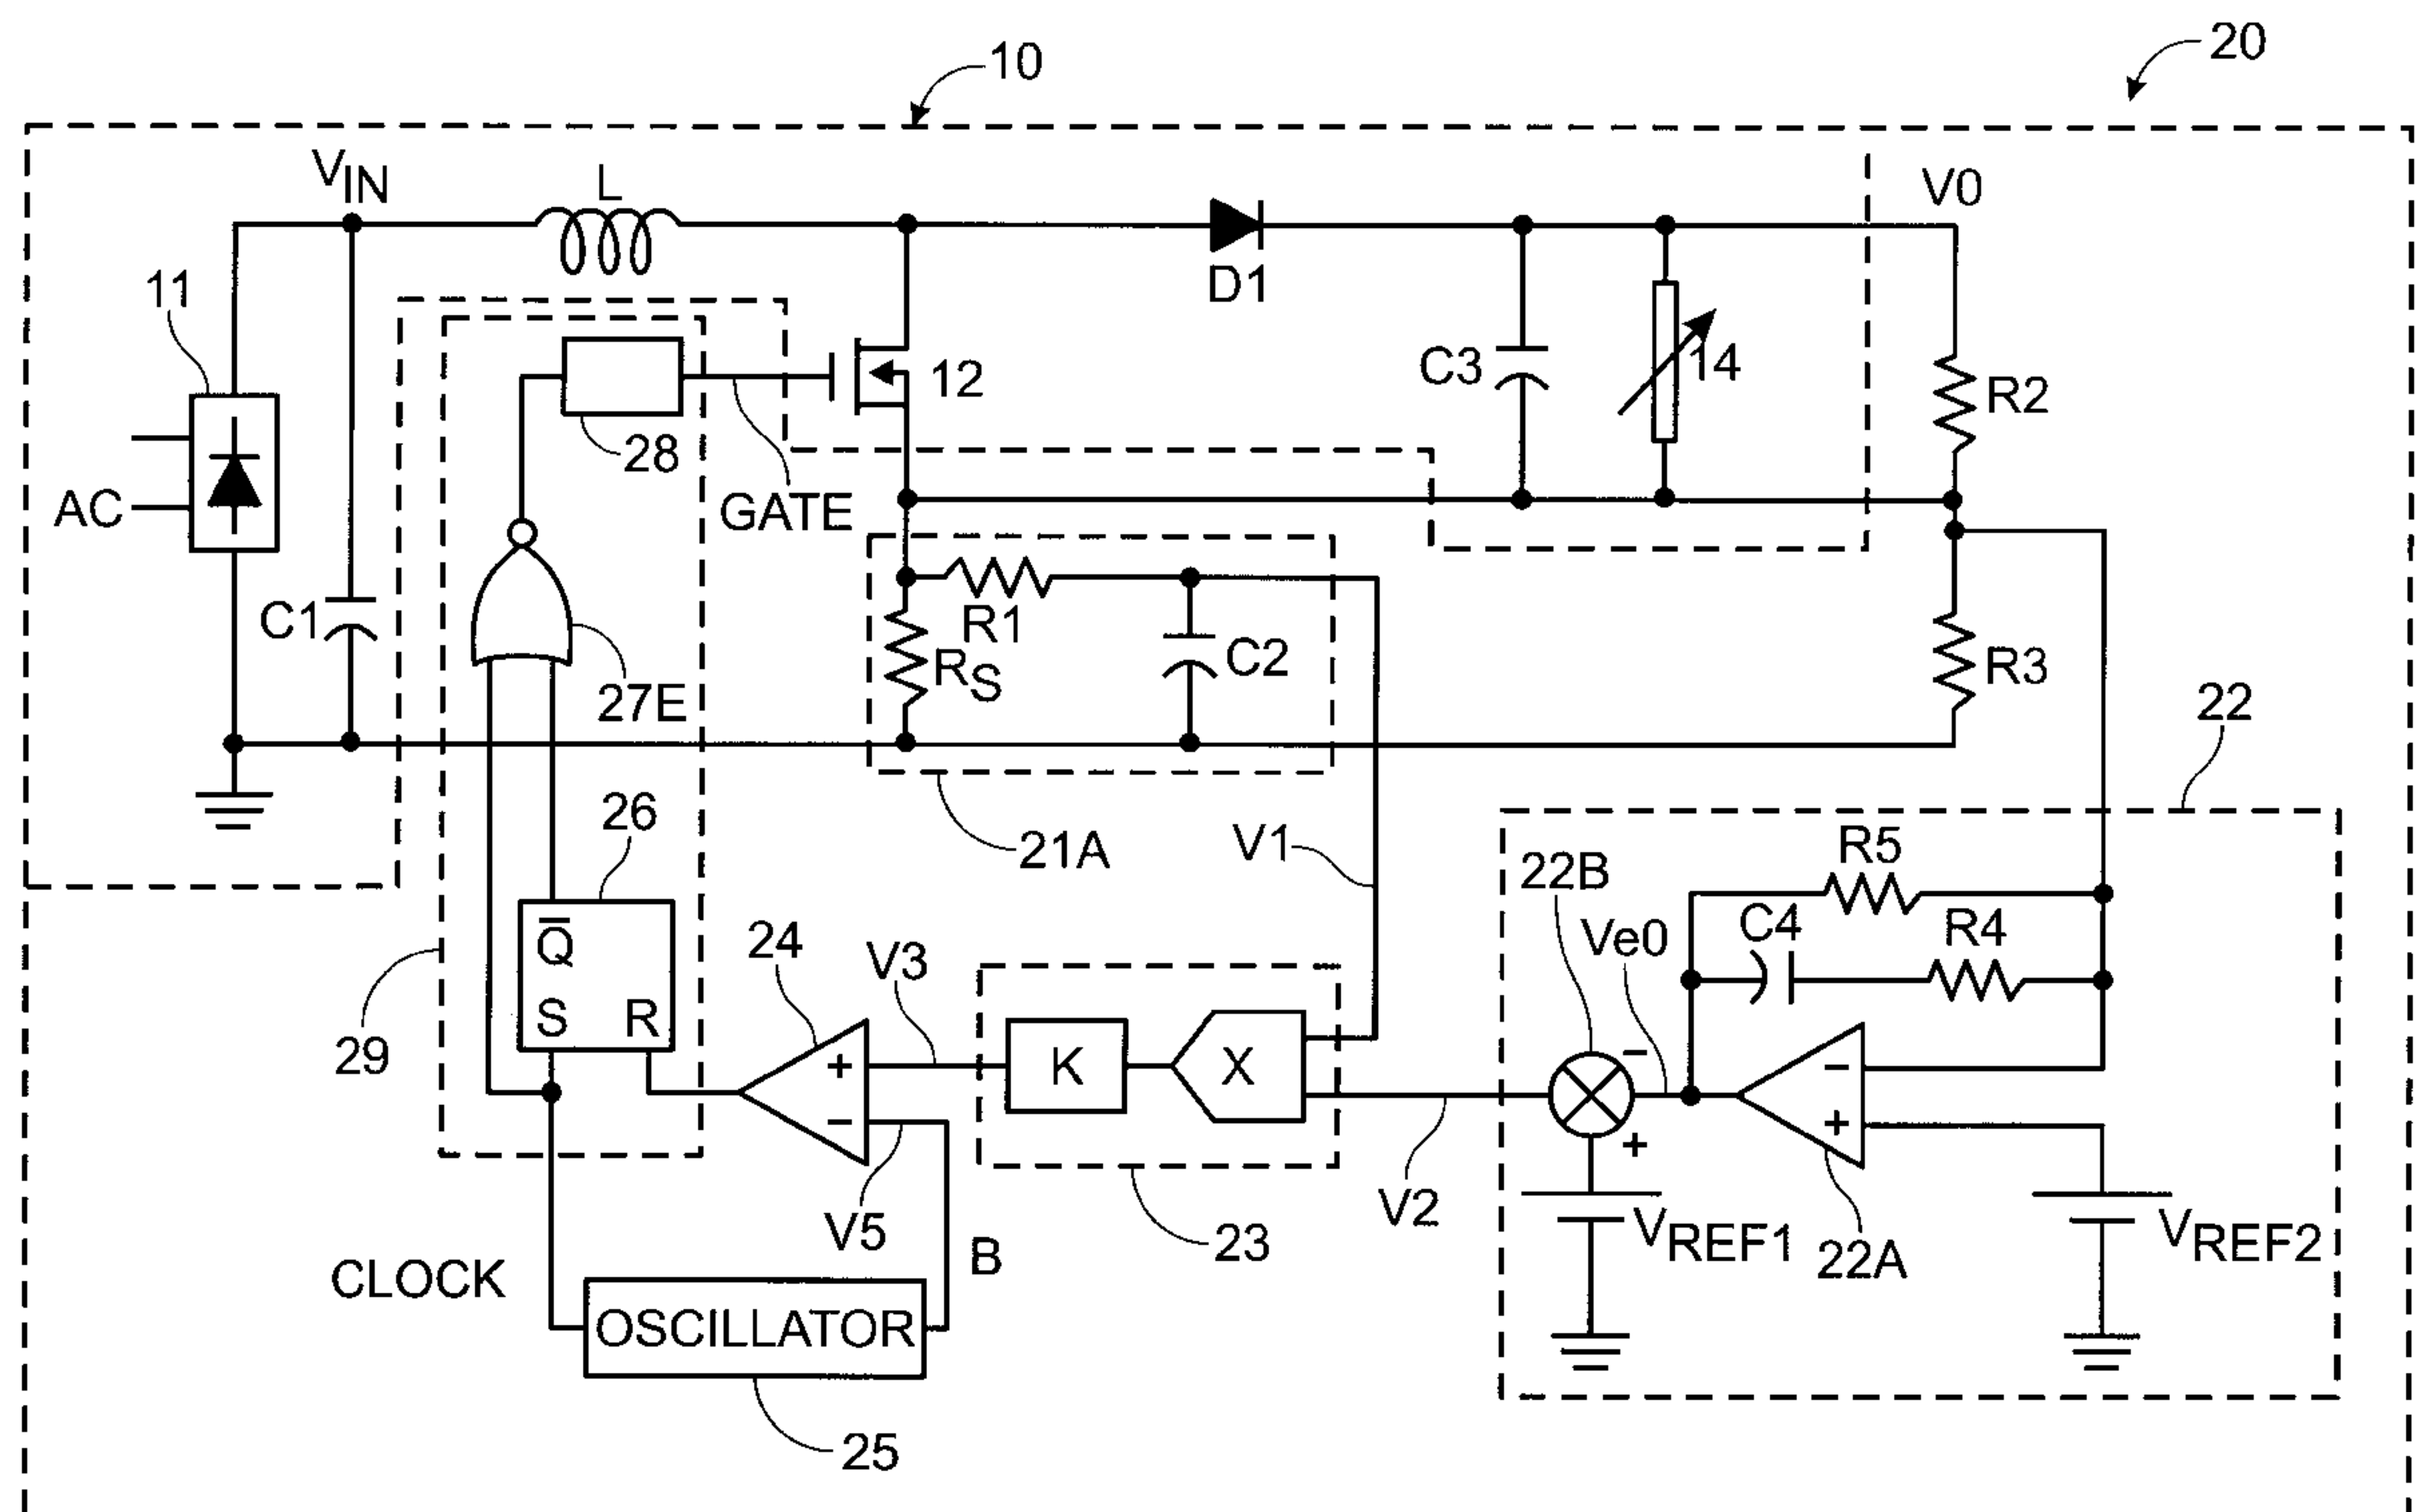 20
10
VIN
L
V0
11
D1
C3
14
R2
12
28
GATE
AC
C1
R1
RS
C2
R3
27E
22
26
21A
V1
R5
22B
Q̅
24
V3
Ve0
C4
R4
S
R
29
+
K
X
−
−
−
+
+
V5
B
V2
VREF1
22A
VREF2
23
CLOCK
OSCILLATOR
25